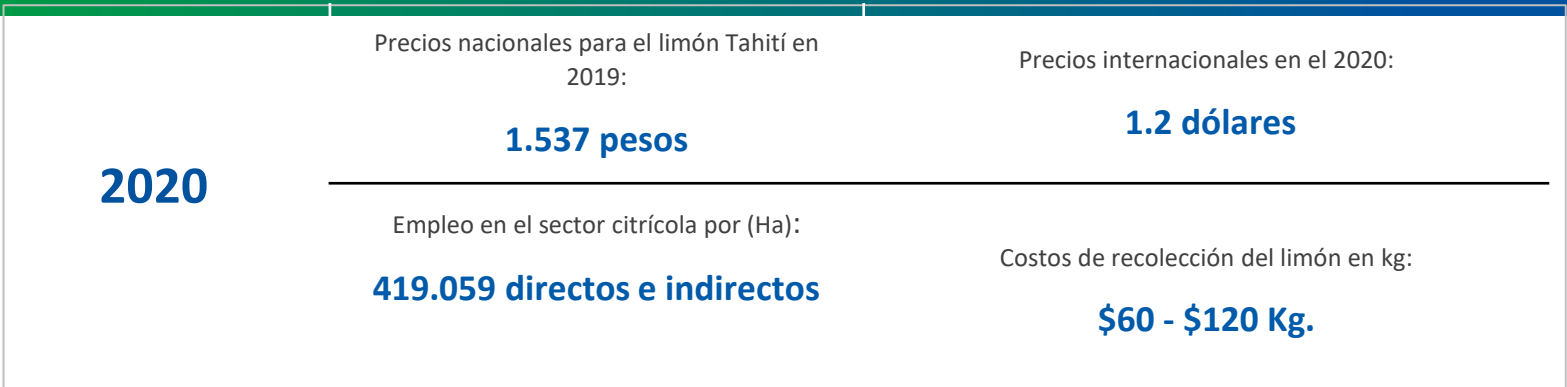 2020
Precios nacionales para el limón Tahití en
2019:
1.537 pesos
Precios internacionales en el 2020:
1.2 dólares
Empleo en el sector citrícola por (Ha):
419.059 directos e indirectos
Costos de recolección del limón en kg:
$60 - $120 Kg.